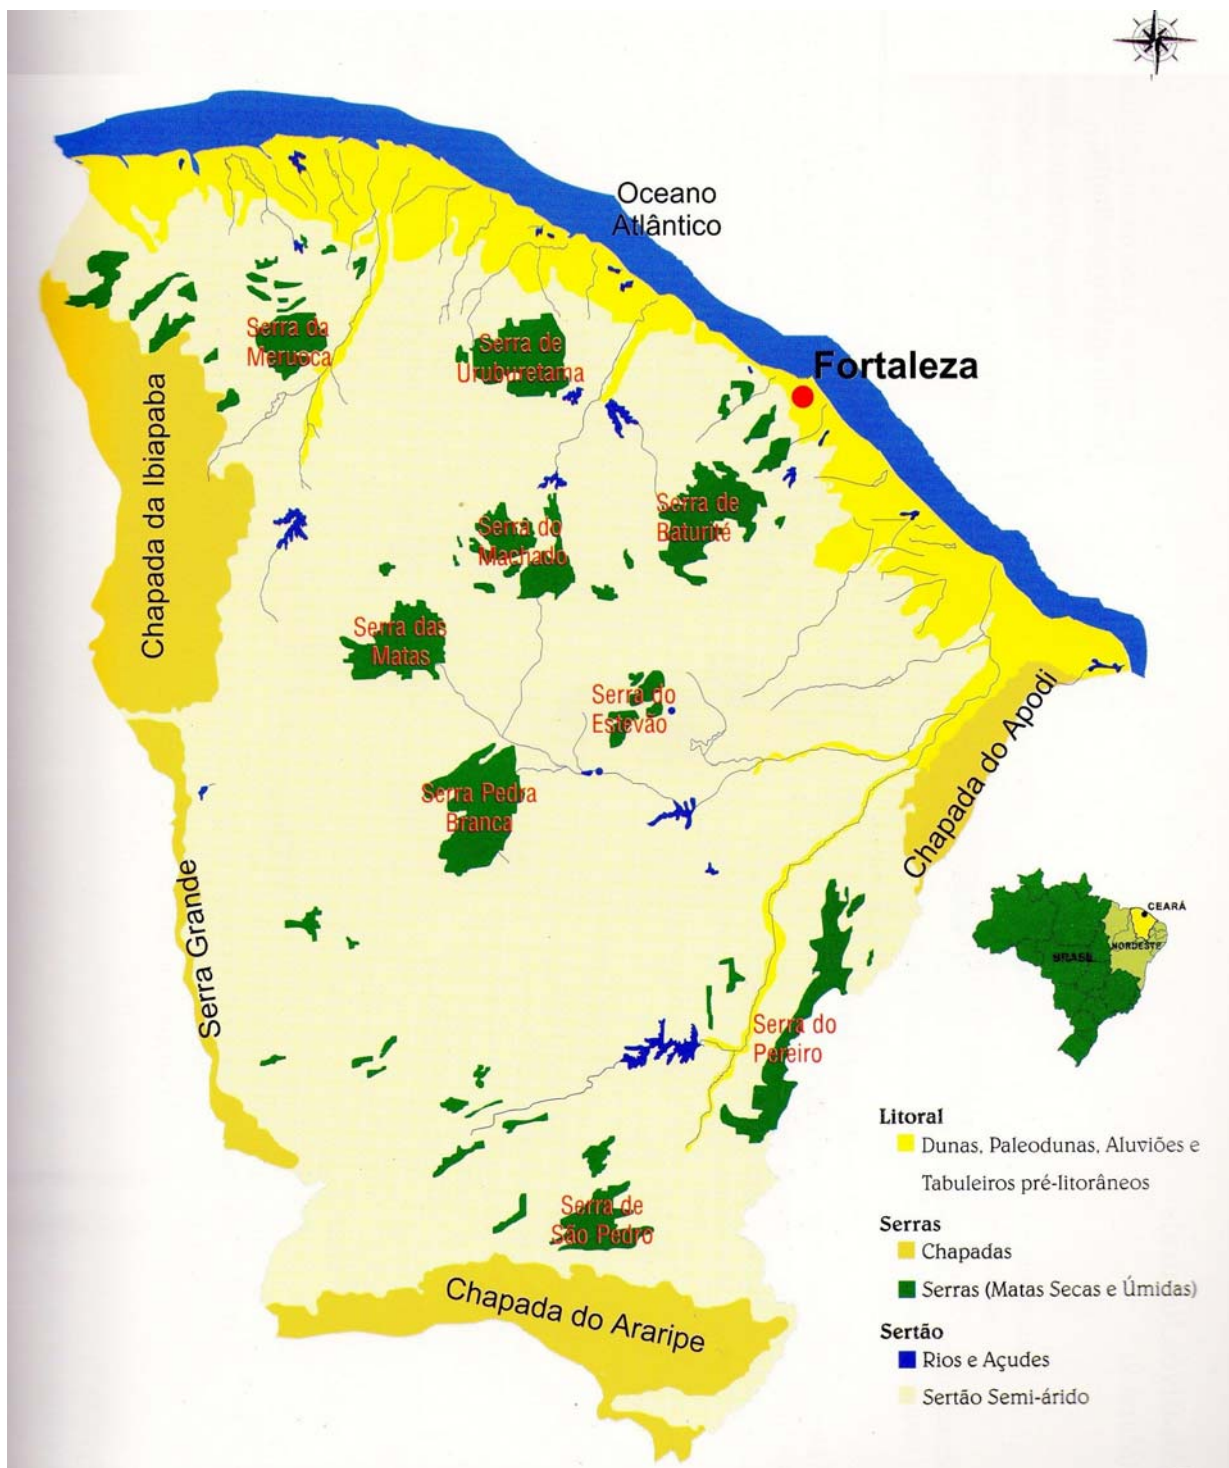 Oceano
Atlântico
Fortaleza
Serra da
Meruoca
Serra de
Uruburetama
Chapada da Ibiapaba
Serra do
Machado
Serra de
Baturité
Serra das
Matas
Serra do
Estevão
Chapada do Apodi
Serra Pedra
Branca
Serra Grande
CEARÁ
NORDESTE
BRASIL
Serra do
Pereiro
Serra de
São Pedro
Chapada do Araripe
Litoral
Dunas, Paleodunas, Aluviões e
Tabuleiros pré-litorâneos
Serras
Chapadas
Serras (Matas Secas e Úmidas)
Sertão
Rios e Açudes
Sertão Semi-árido